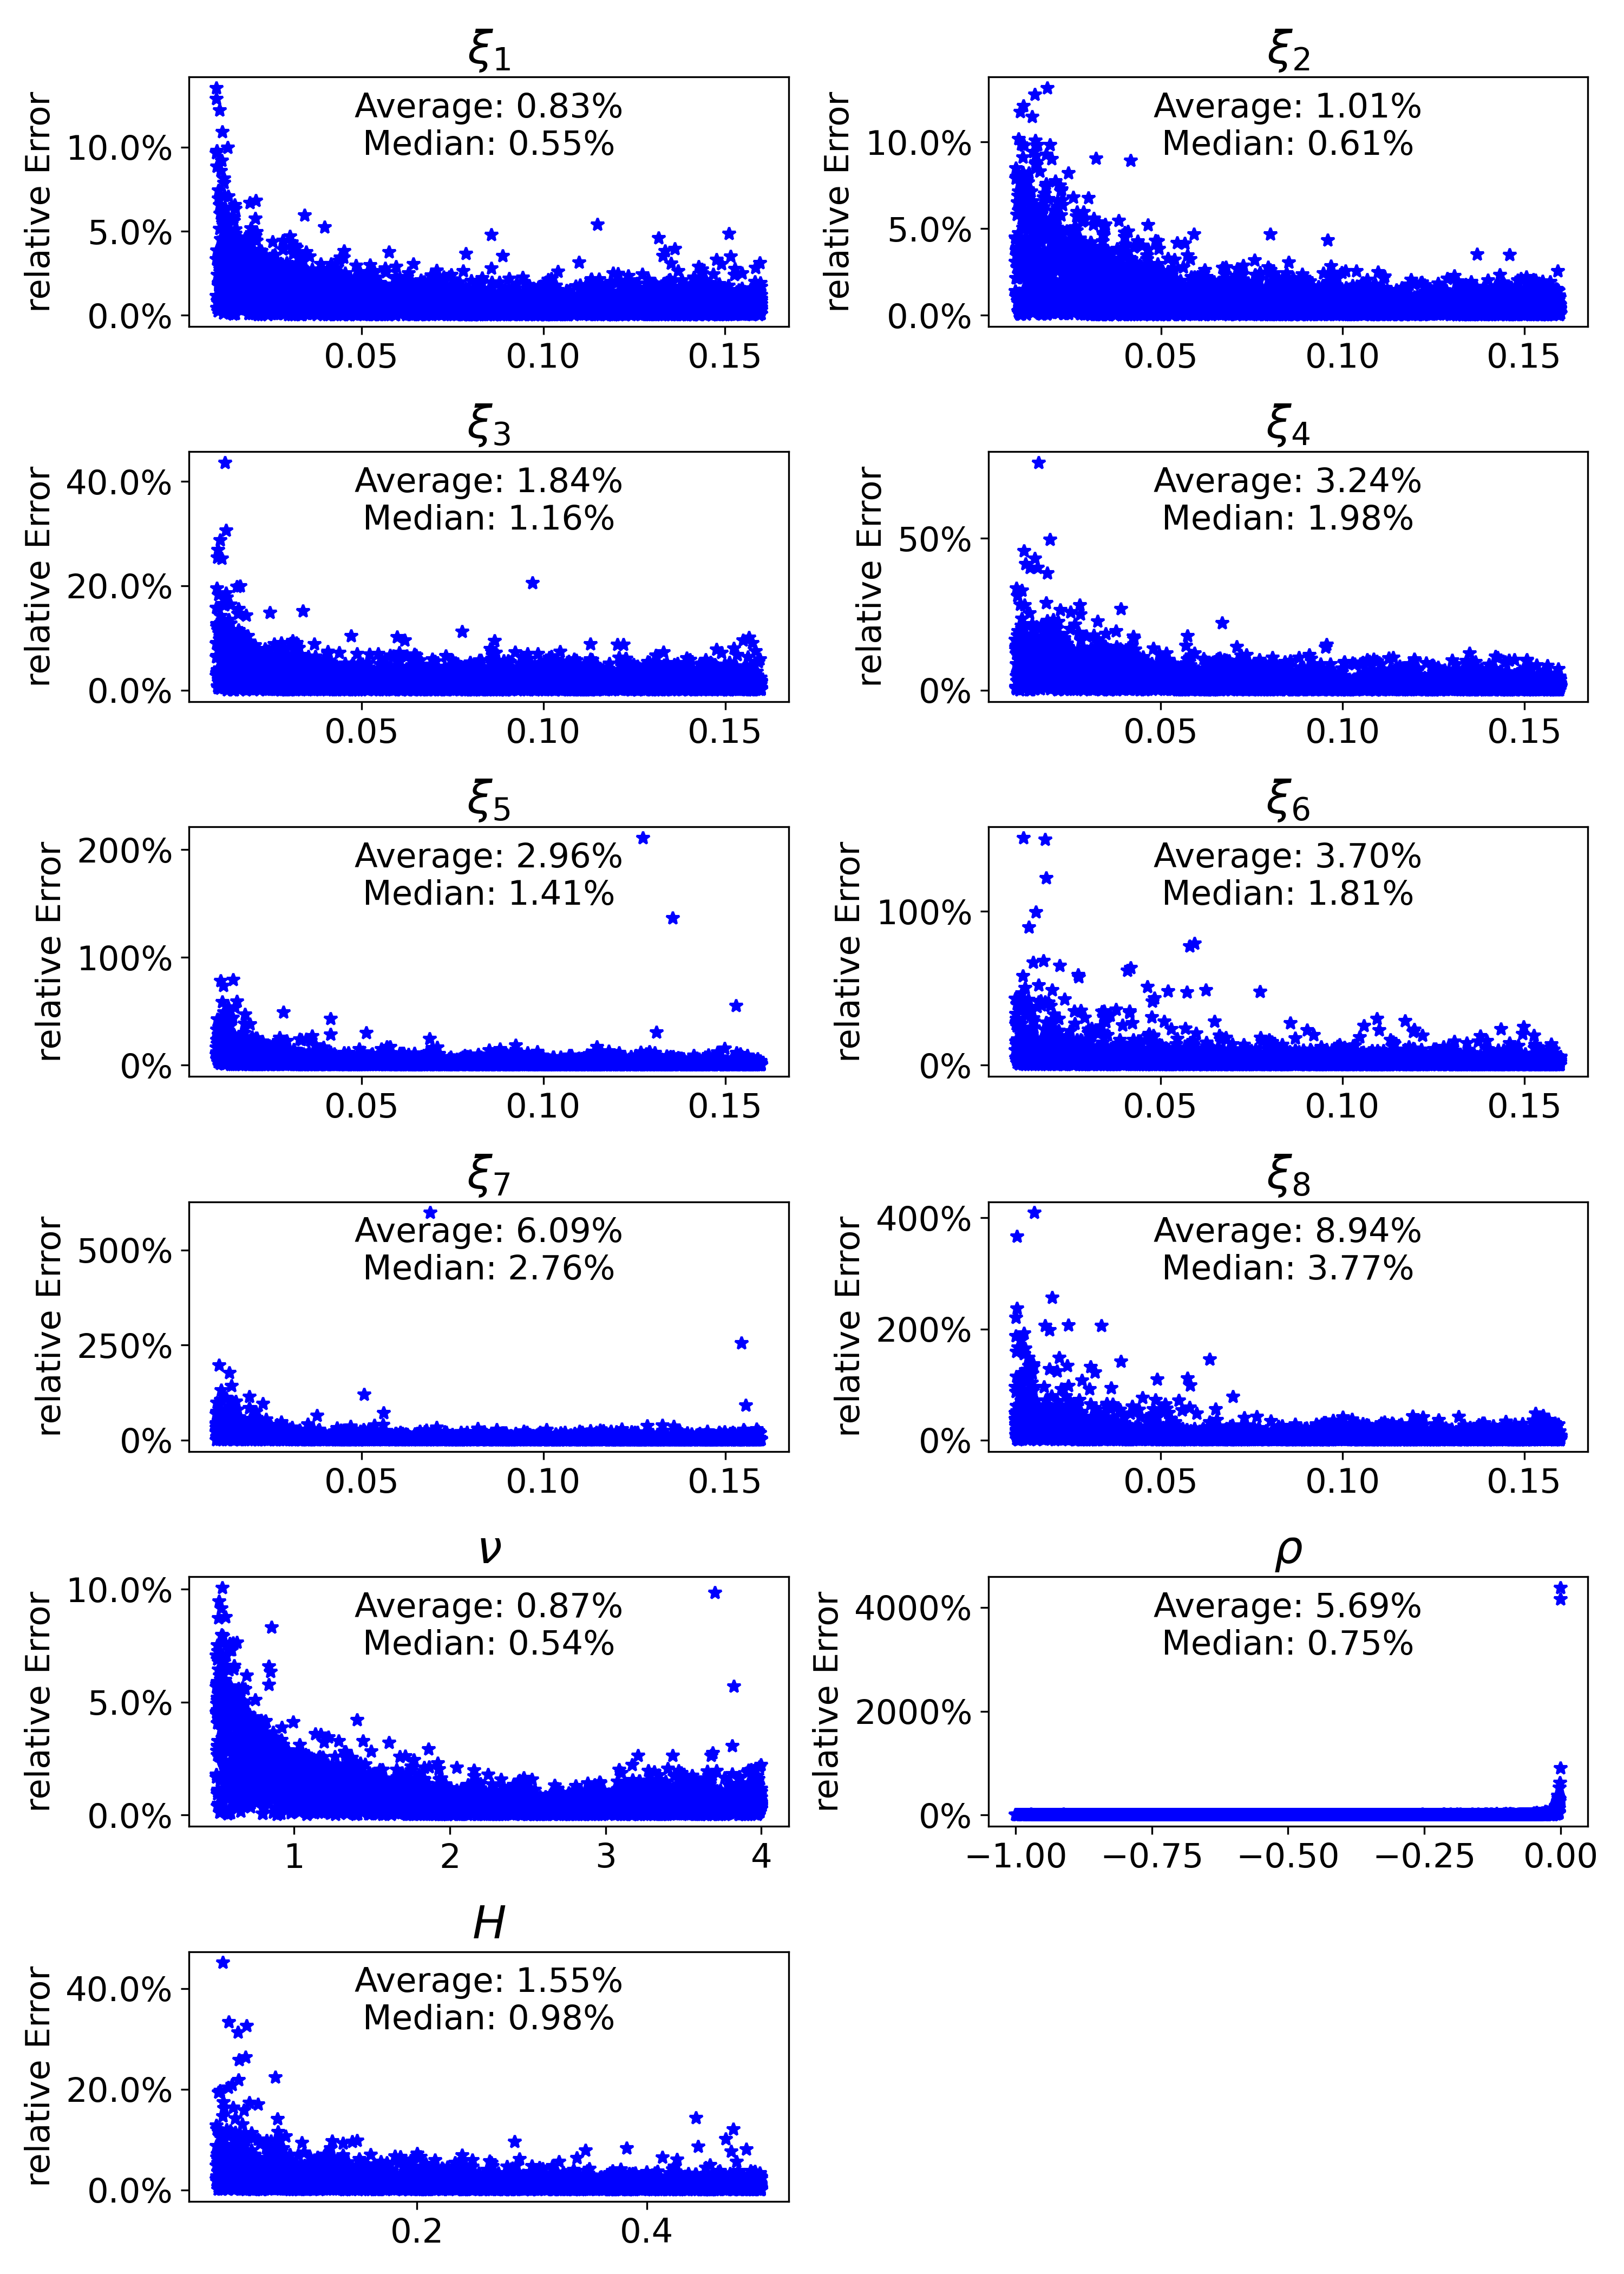 ξ1
Average: 0.83%
Median: 0.55%
relative Error
10.0%
5.0%
0.0%
0.05 0.10 0.15
ξ2
Average: 1.01%
Median: 0.61%
relative Error
10.0%
5.0%
0.0%
0.05 0.10 0.15
ξ3
Average: 1.84%
Median: 1.16%
relative Error
40.0%
20.0%
0.0%
0.05 0.10 0.15
ξ4
Average: 3.24%
Median: 1.98%
relative Error
50%
0%
0.05 0.10 0.15
ξ5
Average: 2.96%
Median: 1.41%
relative Error
200%
100%
0%
0.05 0.10 0.15
ξ6
Average: 3.70%
Median: 1.81%
relative Error
100%
0%
0.05 0.10 0.15
ξ7
Average: 6.09%
Median: 2.76%
relative Error
500%
250%
0%
0.05 0.10 0.15
ξ8
Average: 8.94%
Median: 3.77%
relative Error
400%
200%
0%
0.05 0.10 0.15
ν
Average: 0.87%
Median: 0.54%
relative Error
10.0%
5.0%
0.0%
1 2 3 4
ρ
Average: 5.69%
Median: 0.75%
relative Error
4000%
2000%
0%
−1.00 −0.75 −0.50 −0.25 0.00
H
Average: 1.55%
Median: 0.98%
relative Error
40.0%
20.0%
0.0%
0.2 0.4